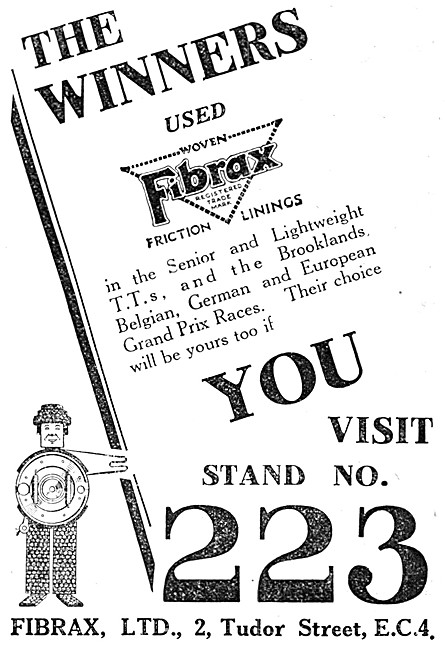 THE
WINNERS
USED
WOVEN
Fibrax
REGISTERED
TRADE
MARK
FRICTION LININGS
in the Senior and Lightweight
T.T.s, and the Brooklands,
Belgian, German and European
Grand Prix Races. Their choice
will be yours too if
YOU
VISIT
STAND NO.
223
FIBRAX, LTD., 2, Tudor Street, E.C.4.